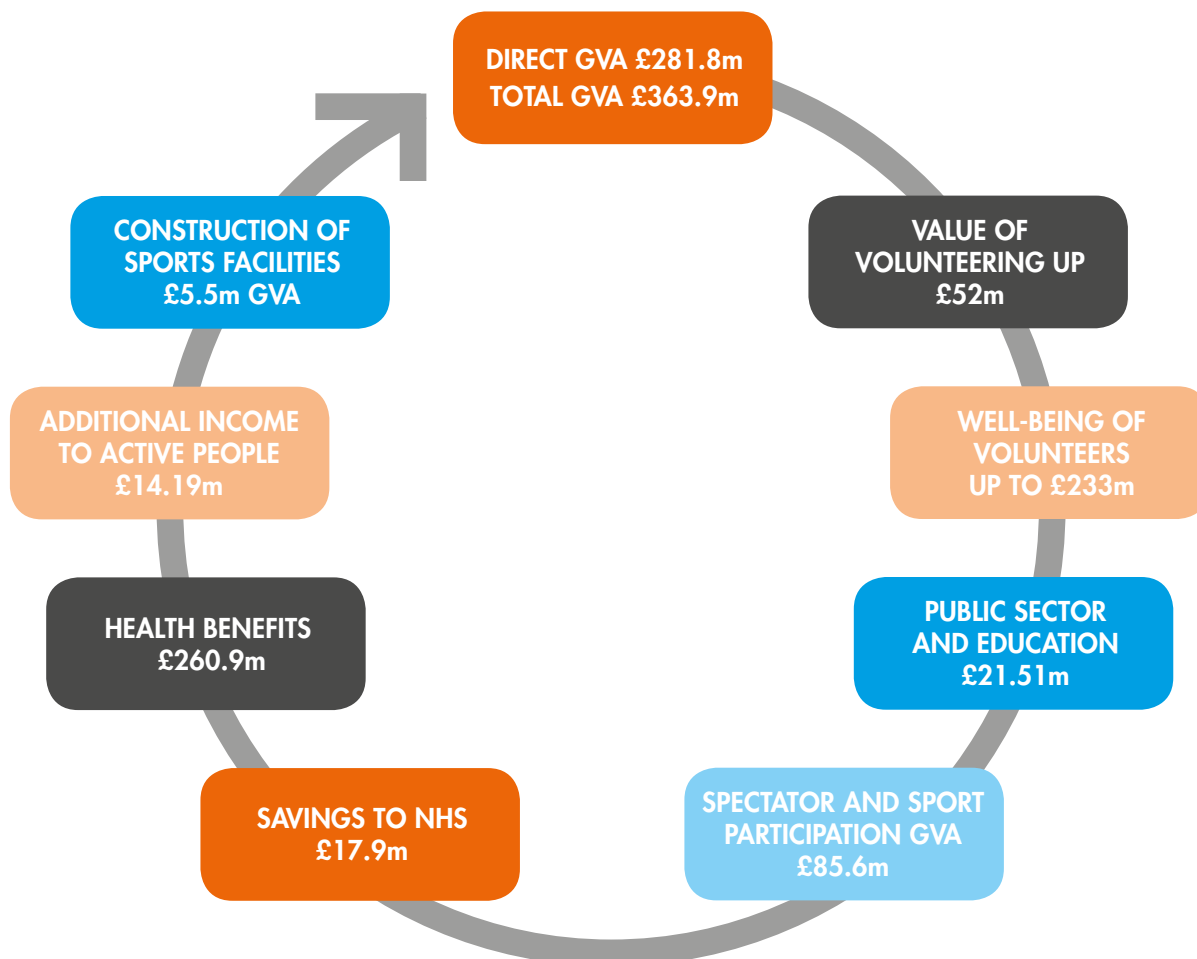 DIRECT GVA £281.8m
TOTAL GVA £363.9m
VALUE OF
VOLUNTEERING UP
£52m
WELL-BEING OF
VOLUNTEERS
UP TO £233m
PUBLIC SECTOR
AND EDUCATION
£21.51m
SPECTATOR AND SPORT
PARTICIPATION GVA
£85.6m
SAVINGS TO NHS
£17.9m
HEALTH BENEFITS
£260.9m
ADDITIONAL INCOME
TO ACTIVE PEOPLE
£14.19m
CONSTRUCTION OF
SPORTS FACILITIES
£5.5m GVA